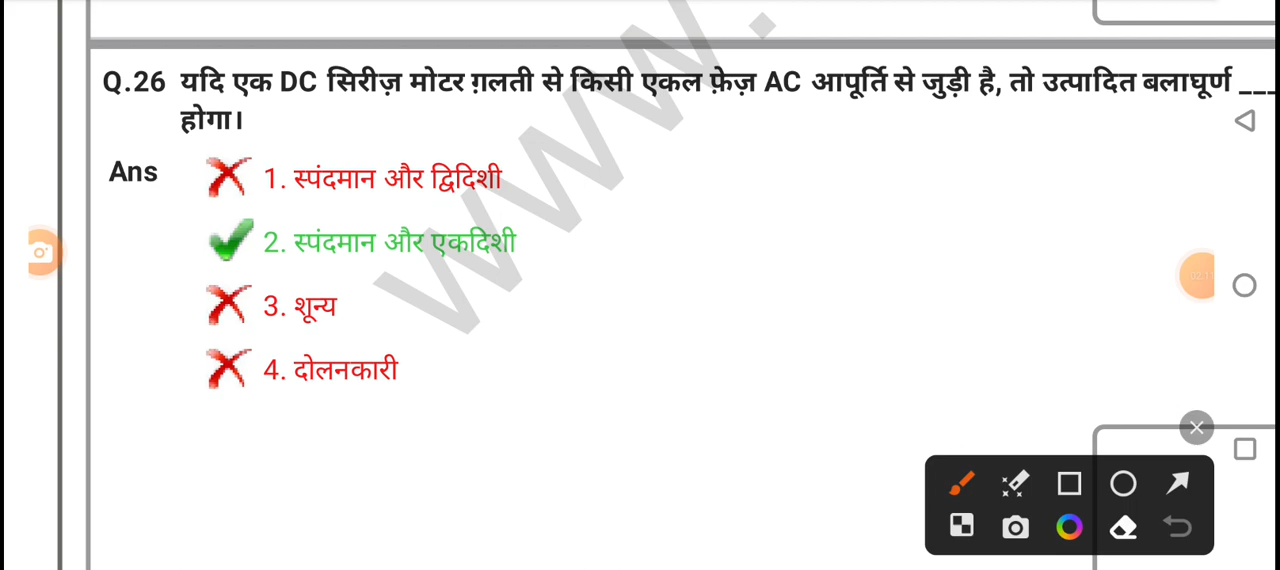 Q.26 यदि एक DC सिरीज़ मोटर ग़लती से किसी एकल फ़ेज़ AC आपूर्ति से जुड़ी है, तो उत्पादित बलाघूर्ण ___
होगा।
Ans
1. स्पंदमान और द्विदिशी
2. स्पंदमान और एकदिशी
3. शून्य
4. दोलनकारी
www.